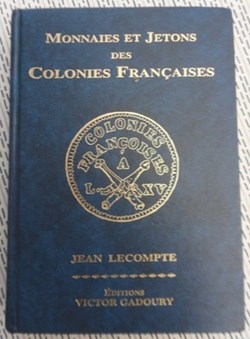 MONNAIES ET JETONS
DES
COLONIES FRANÇAISES
COLONIES
FRANÇOISES
A
L XV
JEAN LECOMPTE
ÉDITIONS
VICTOR GADOURY